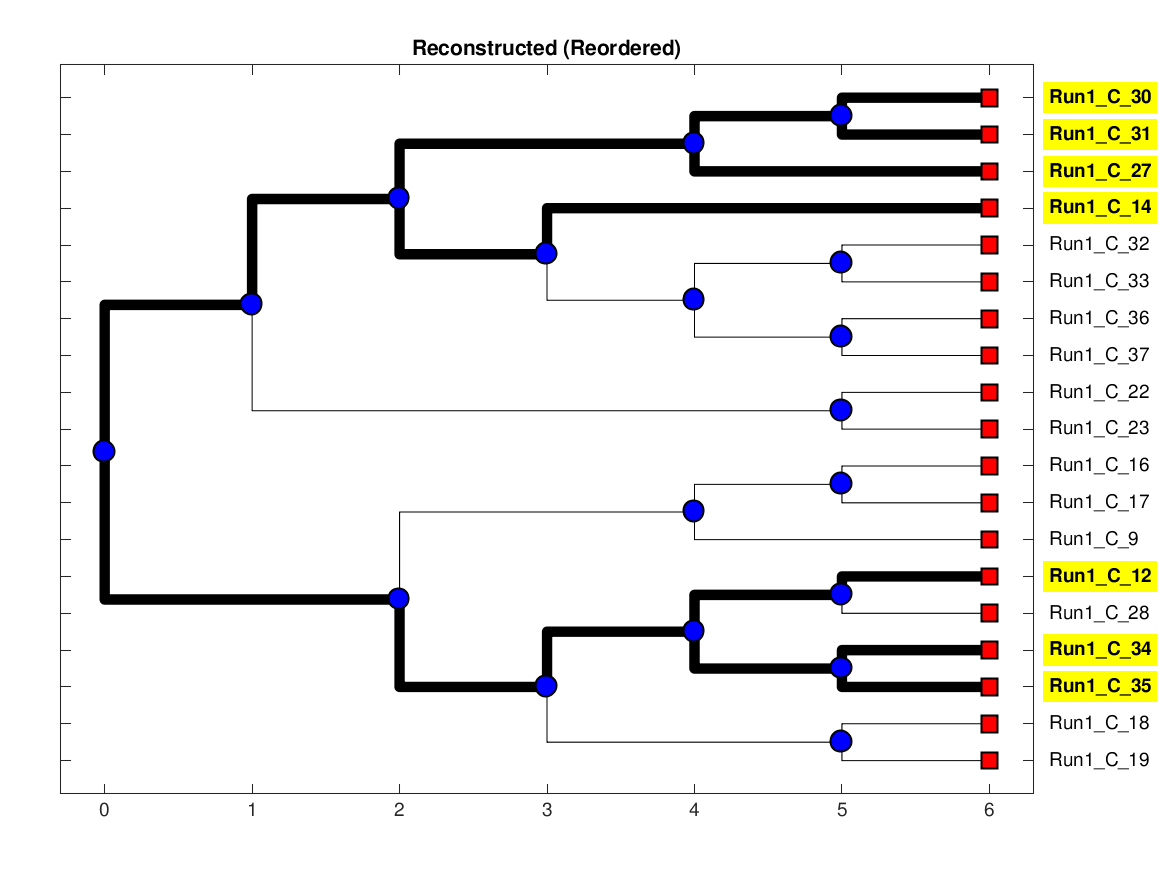 Reconstructed (Reordered)
Run1_C_30
Run1_C_31
Run1_C_27
Run1_C_14
Run1_C_32
Run1_C_33
Run1_C_36
Run1_C_37
Run1_C_22
Run1_C_23
Run1_C_16
Run1_C_17
Run1_C_9
Run1_C_12
Run1_C_28
Run1_C_34
Run1_C_35
Run1_C_18
Run1_C_19
0 1 2 3 4 5 6